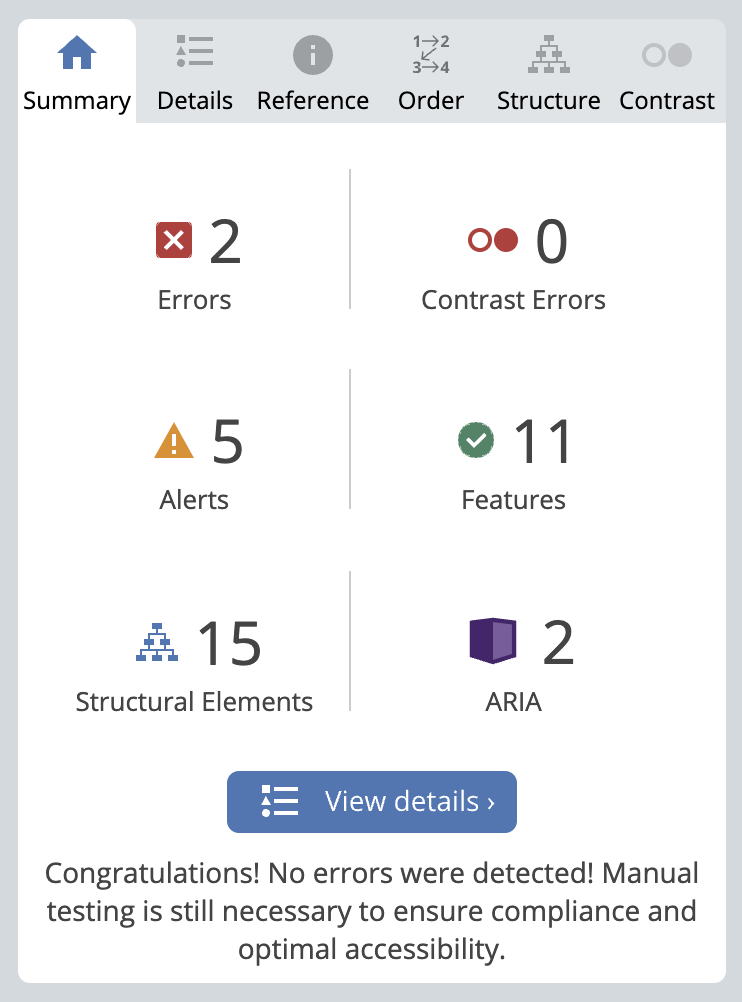 Summary
Details
i
Reference
1→2
3→4
Order
Structure
Contrast
2
Errors
0
Contrast Errors
5
Alerts
11
Features
15
Structural Elements
2
ARIA
View details ›
Congratulations! No errors were detected! Manual
testing is still necessary to ensure compliance and
optimal accessibility.